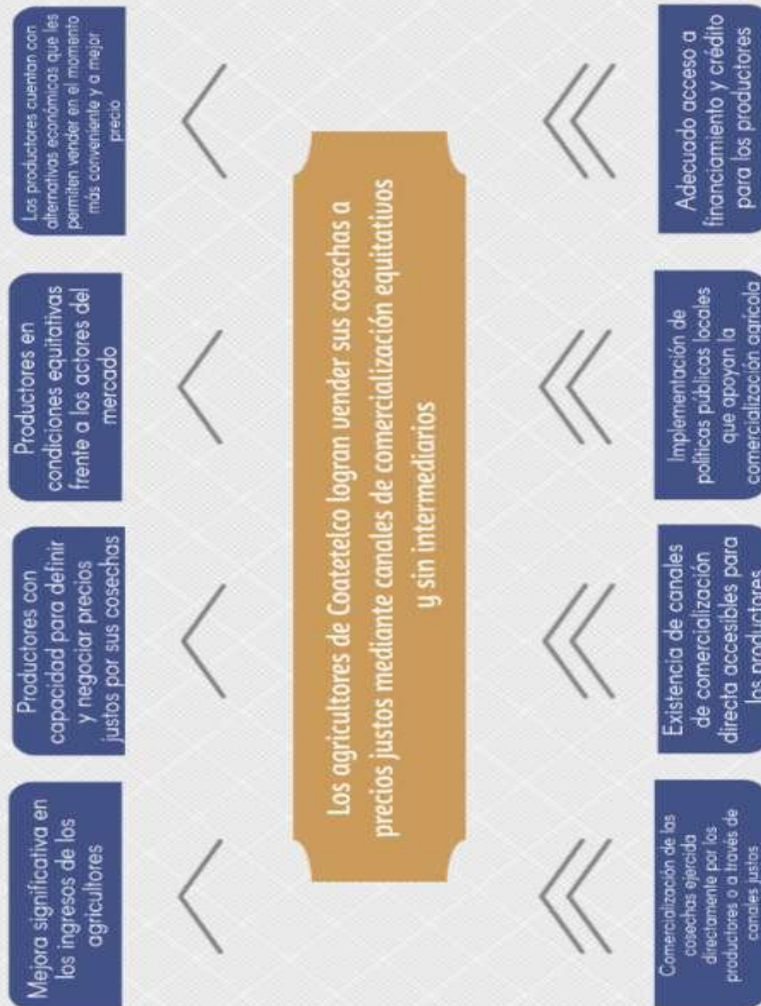 Mejora significativa en
los ingresos de los
agricultores
Productores con
capacidad para definir
y negociar precios
justos por sus cosechas
Productores en
condiciones equitativas
frente a los actores del
mercado
Los productores cuentan con
alternativas económicas que les
permiten vender en el momento
más conveniente y a mejor
precio
Los agricultores de Coatetelco logran vender sus cosechas a
precios justos mediante canales de comercialización equitativos
y sin intermediarios
Comercialización de las
cosechas ejercida
directamente por los
productores o a través de
canales justos
Existencia de canales
de comercialización
directa accesibles para
los productores
Implementación de
políticas públicas locales
que apoyan la
comercialización agrícola
Adecuado acceso a
financiamiento y crédito
para los productores